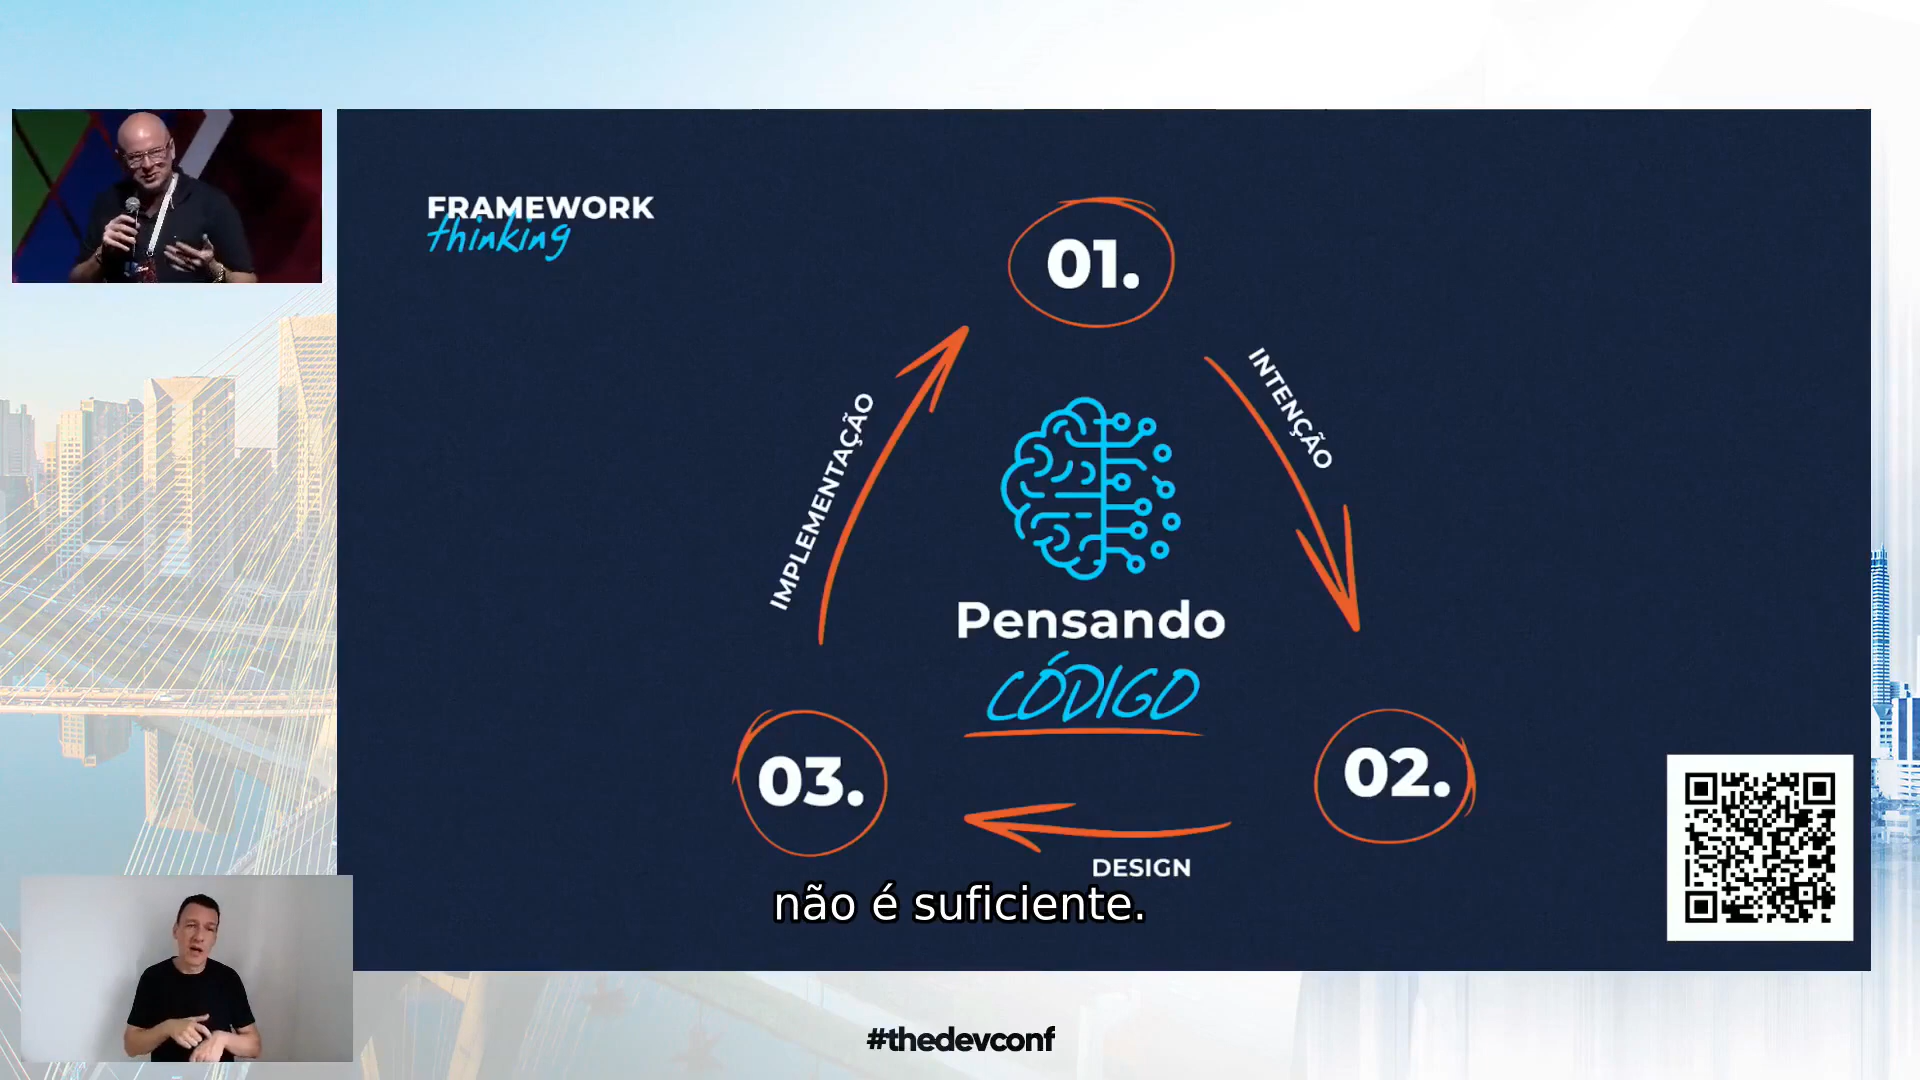 FRAMEWORK
thinking
01.
INTENÇÃO
IMPLEMENTAÇÃO
Pensando
CÓDIGO
03.
02.
DESIGN
não é suficiente.
#thedevconf